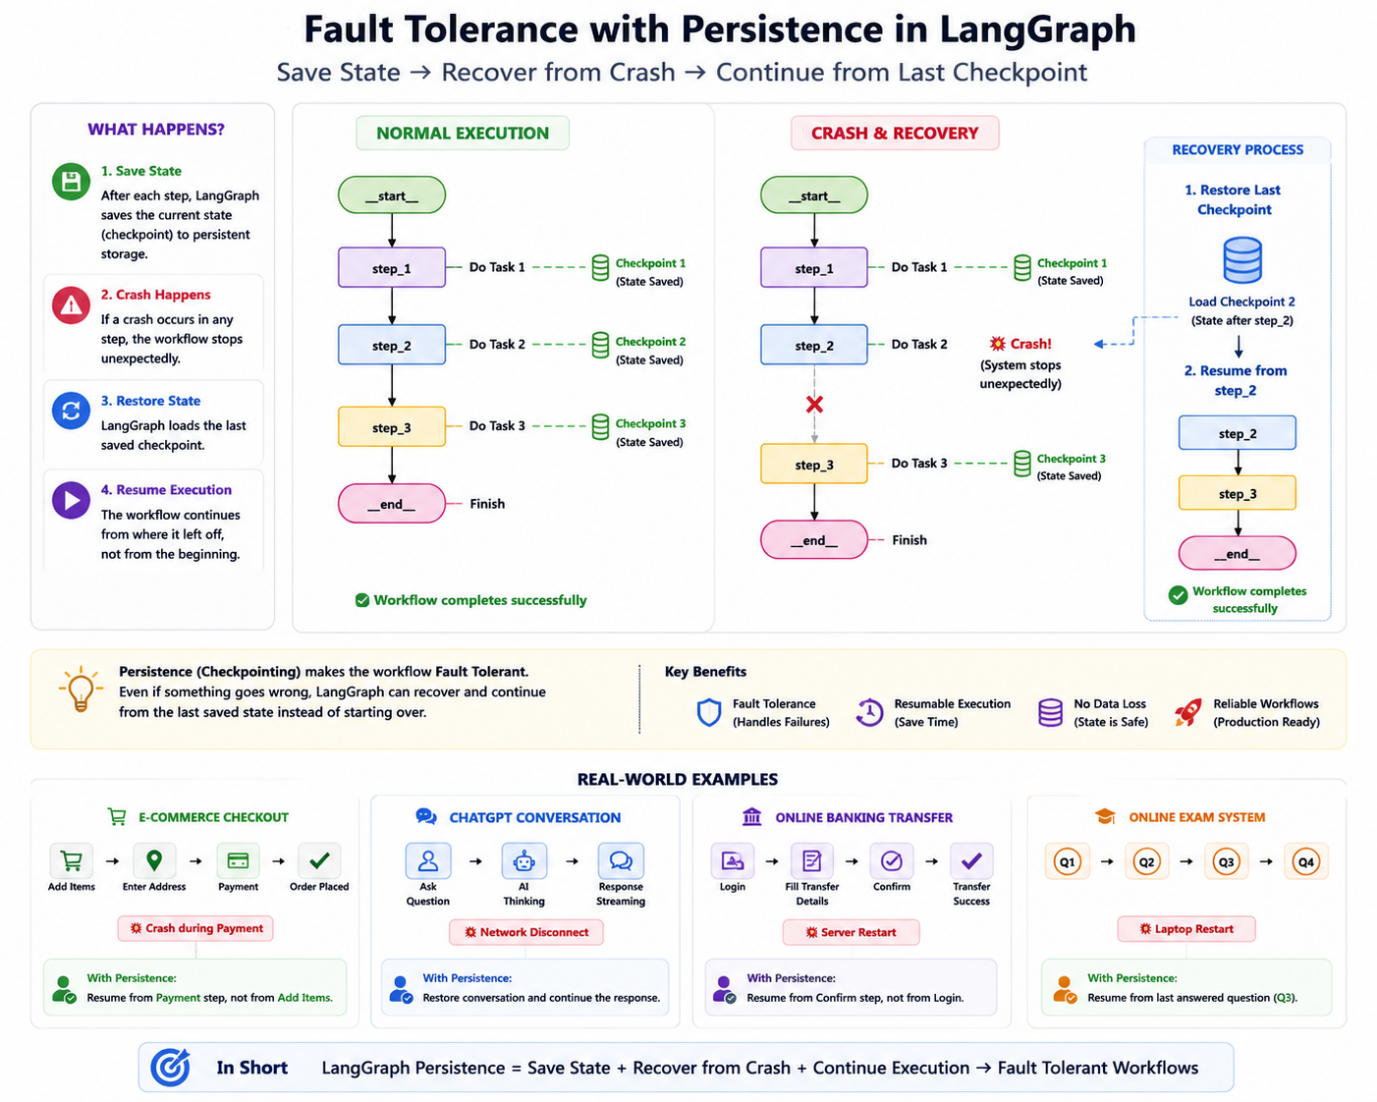 Fault Tolerance with Persistence in LangGraph
Save State → Recover from Crash → Continue from Last Checkpoint
WHAT HAPPENS?
1. Save State
After each step, LangGraph
saves the current state
(checkpoint) to persistent
storage.
2. Crash Happens
If a crash occurs in any
step, the workflow stops
unexpectedly.
3. Restore State
LangGraph loads the last
saved checkpoint.
4. Resume Execution
The workflow continues
from where it left off,
not from the beginning.
NORMAL EXECUTION
__start__
step_1
Do Task 1
Checkpoint 1
(State Saved)
step_2
Do Task 2
Checkpoint 2
(State Saved)
step_3
Do Task 3
Checkpoint 3
(State Saved)
__end__
Finish
Workflow completes successfully
CRASH & RECOVERY
__start__
step_1
Do Task 1
Checkpoint 1
(State Saved)
step_2
Do Task 2
Crash!
(System stops
unexpectedly)
step_3
Do Task 3
Checkpoint 3
(State Saved)
__end__
Finish
RECOVERY PROCESS
1. Restore Last
Checkpoint
Load Checkpoint 2
(State after step_2)
2. Resume from
step_2
step_2
step_3
__end__
Workflow completes
successfully
Persistence (Checkpointing) makes the workflow Fault Tolerant.
Even if something goes wrong, LangGraph can recover and continue
from the last saved state instead of starting over.
Key Benefits
Fault Tolerance
(Handles Failures)
Resumable Execution
(Save Time)
No Data Loss
(State is Safe)
Reliable Workflows
(Production Ready)
REAL-WORLD EXAMPLES
E-COMMERCE CHECKOUT
Add Items
Enter Address
Payment
Order Placed
Crash during Payment
With Persistence:
Resume from Payment step, not from Add Items.
CHATGPT CONVERSATION
Ask
Question
AI
Thinking
Response
Streaming
Network Disconnect
With Persistence:
Restore conversation and continue the response.
ONLINE BANKING TRANSFER
Login
Fill Transfer
Details
Confirm
Transfer
Success
Server Restart
With Persistence:
Resume from Confirm step, not from Login.
ONLINE EXAM SYSTEM
Q1
Q2
Q3
Q4
Laptop Restart
With Persistence:
Resume from last answered question (Q3).
In Short
LangGraph Persistence = Save State + Recover from Crash + Continue Execution → Fault Tolerant Workflows